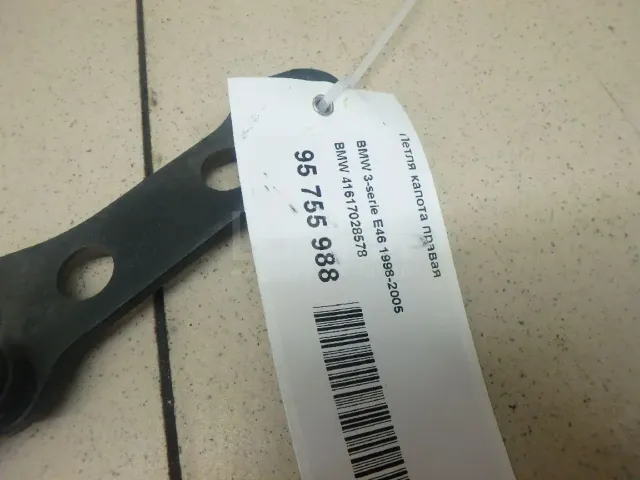 Петля капота правая
BMW 3-serie E46 1998-2005
BMW 41617028578
95 755 988